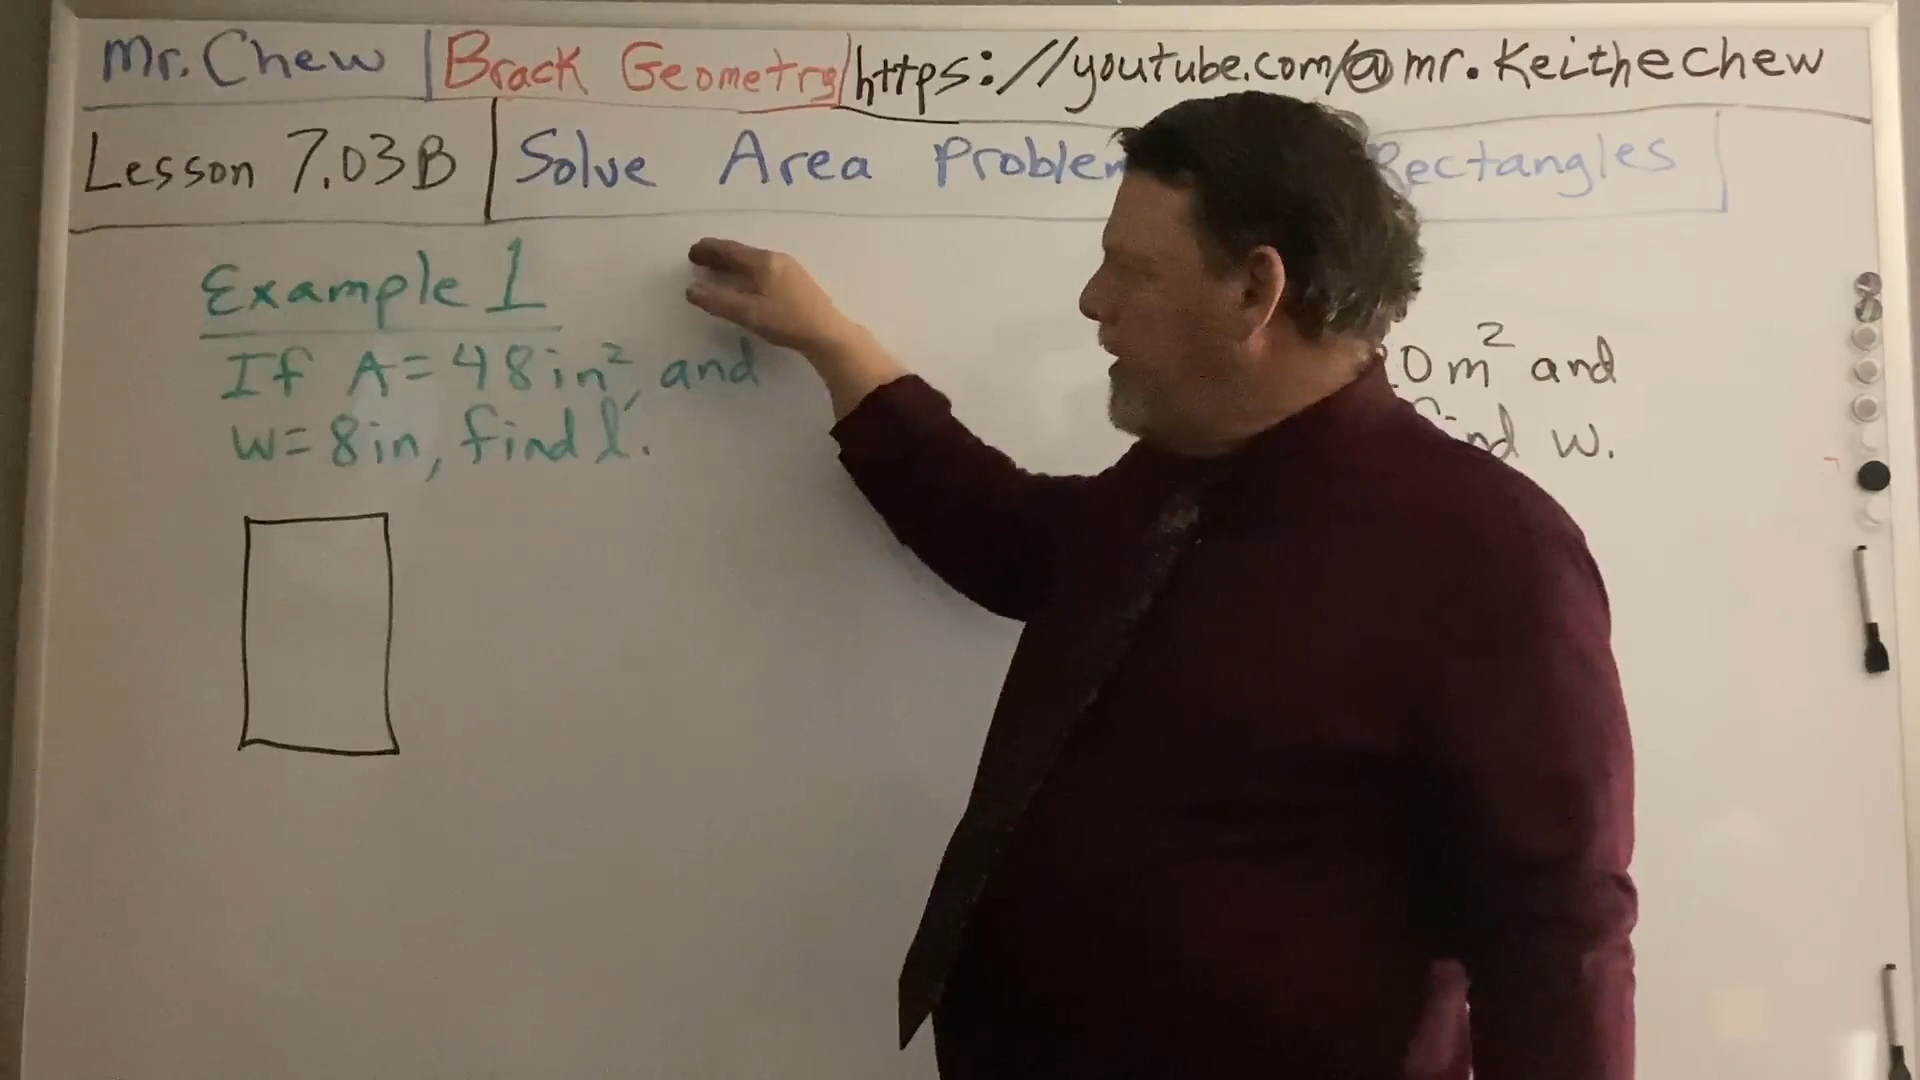 Mr. Chew | Brack Geometry | https://youtube.com/@mr.Keithechew
Lesson 7.03B | Solve Area Rectangles
Example 1
If A=48in², and
w=8in, find l.
m² and
w.